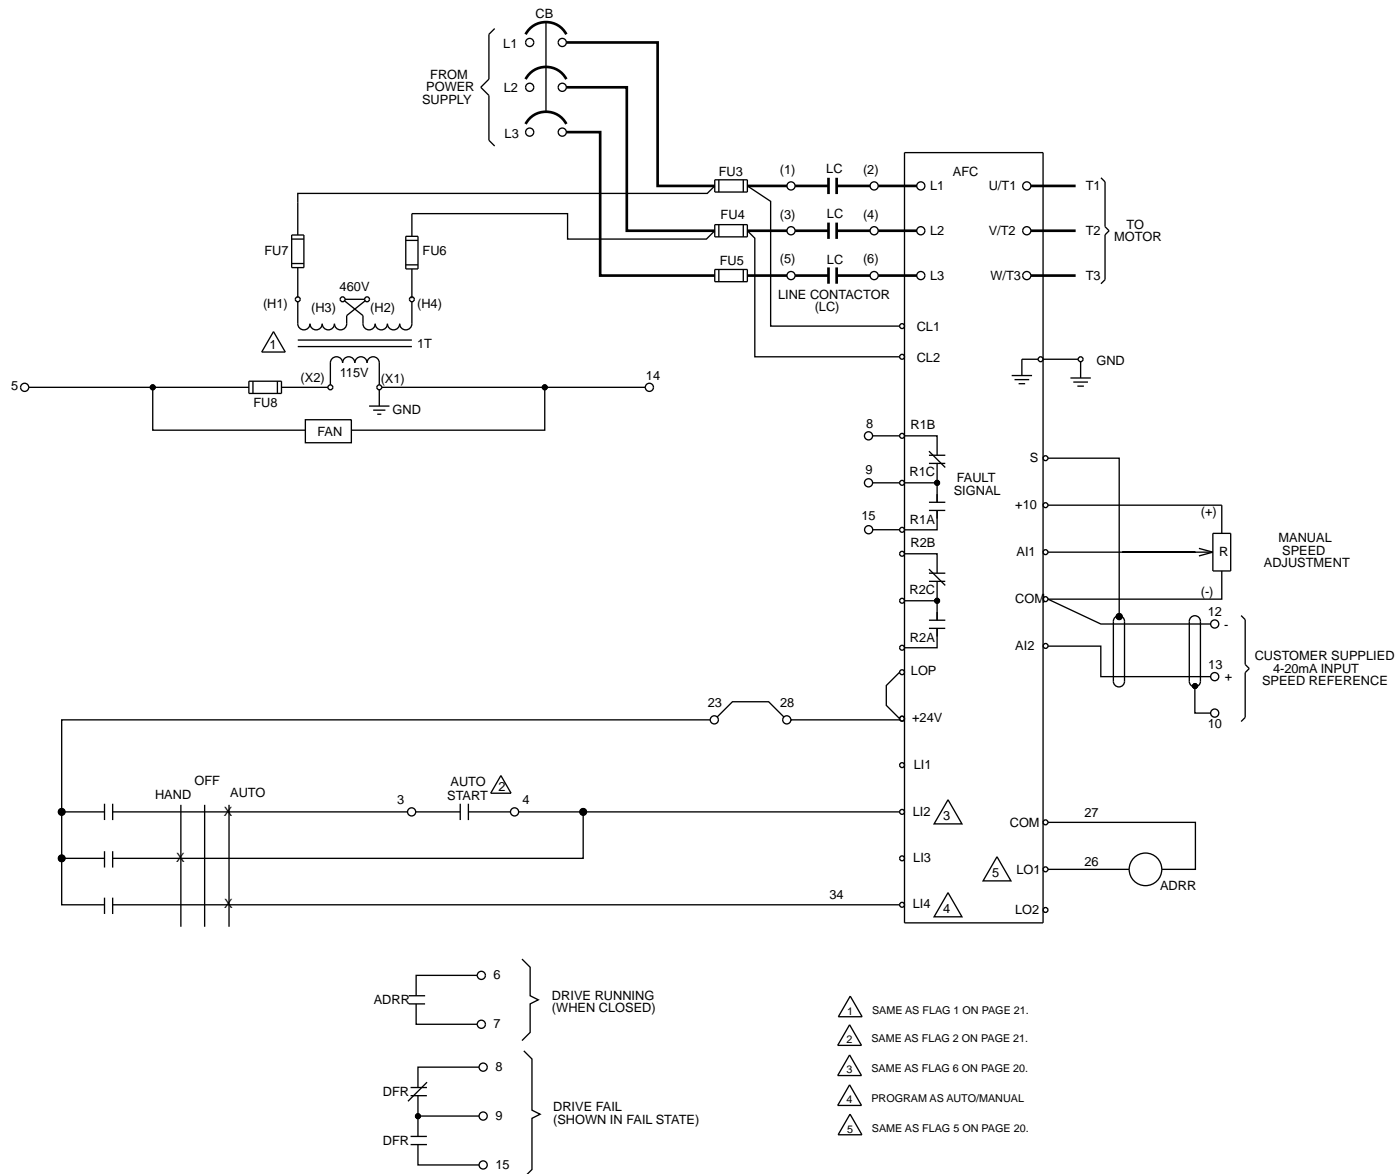 CB
L1
L2
L3
FROM
POWER
SUPPLY
FU3
(1)
LC
(2)
L1
AFC
U/T1
T1
FU4
(3)
LC
(4)
L2
V/T2
T2
TO
MOTOR
FU5
(5)
LC
(6)
L3
W/T3
T3
LINE CONTACTOR
(LC)
FU7
FU6
460V
(H1)
(H3)
(H2)
(H4)
1
1T
CL1
CL2
GND
5
FU8
(X2)
115V
(X1)
GND
14
FAN
8
R1B
9
R1C
FAULT
SIGNAL
15
R1A
R2B
R2C
R2A
LOP
+24V
LI1
S
+10
(+)
AI1
R
MANUAL
SPEED
ADJUSTMENT
COM
(-)
12
-
AI2
13
+
10
CUSTOMER SUPPLIED
4-20mA INPUT
SPEED REFERENCE
23
28
HAND
OFF
AUTO
X
3
AUTO
START
2
4
LI2
3
X
LI3
X
34
LI4
4
COM
27
5
LO1
26
ADRR
LO2
ADRR
6
7
DRIVE RUNNING
(WHEN CLOSED)
DFR
8
9
DFR
15
DRIVE FAIL
(SHOWN IN FAIL STATE)
1 SAME AS FLAG 1 ON PAGE 21.
2 SAME AS FLAG 2 ON PAGE 21.
3 SAME AS FLAG 6 ON PAGE 20.
4 PROGRAM AS AUTO/MANUAL
5 SAME AS FLAG 5 ON PAGE 20.